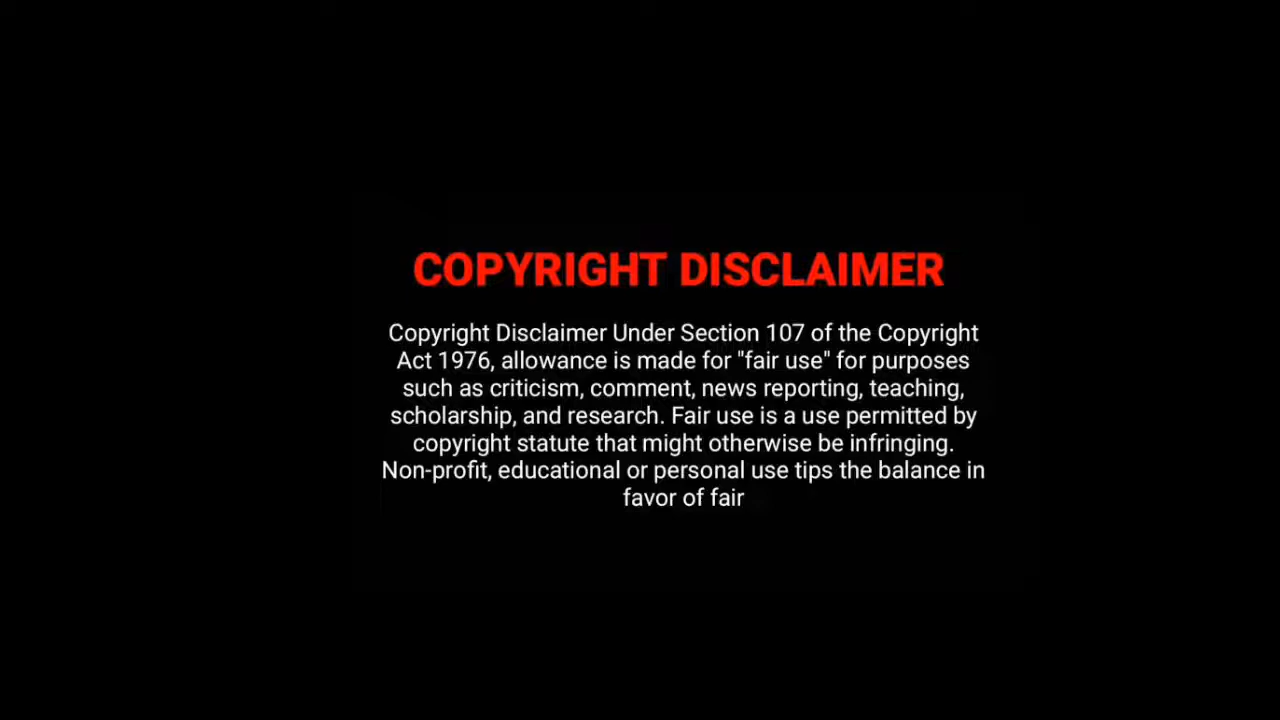 COPYRIGHT DISCLAIMER
Copyright Disclaimer Under Section 107 of the Copyright
Act 1976, allowance is made for "fair use" for purposes
such as criticism, comment, news reporting, teaching,
scholarship, and research. Fair use is a use permitted by
copyright statute that might otherwise be infringing.
Non-profit, educational or personal use tips the balance in
favor of fair